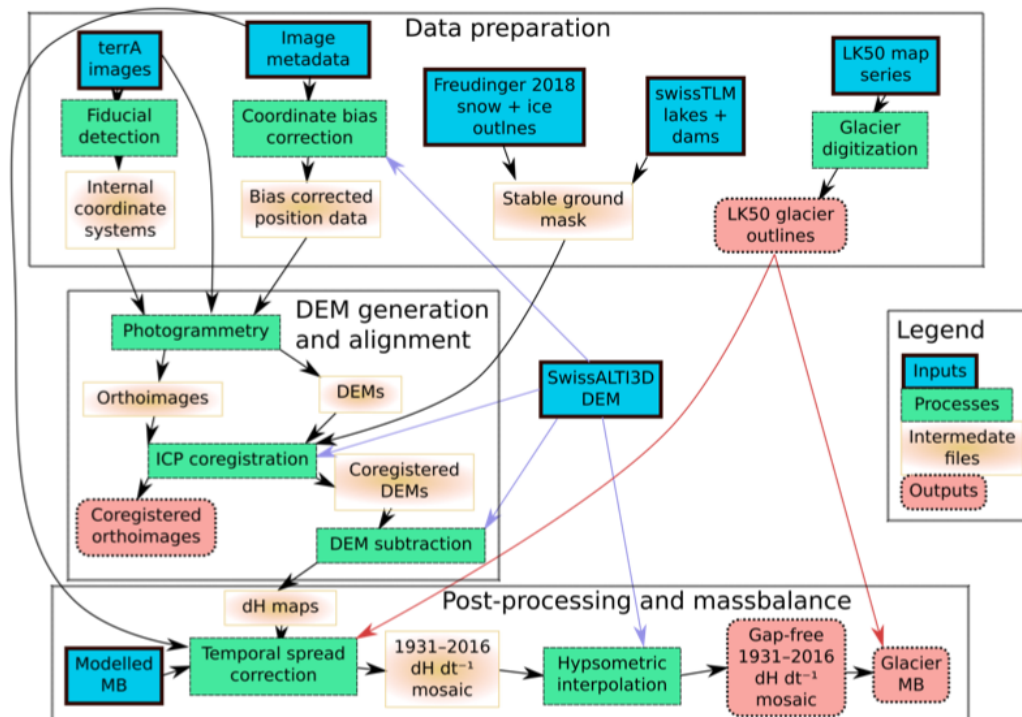 Data preparation
terrA
images
Image
metadata
Freudinger 2018
snow + ice
outlnes
swissTLM
lakes +
dams
LK50 map
series
Fiducial
detection
Coordinate bias
correction
Glacier
digitization
Internal
coordinate
systems
Bias corrected
position data
Stable ground
mask
LK50 glacier
outlines
DEM generation
and alignment
Photogrammetry
Orthoimages
DEMs
SwissALTI3D
DEM
ICP coregistration
Coregistered
DEMs
Coregistered
orthoimages
DEM subtraction
Legend
Inputs
Processes
Intermedate
files
Outputs
Post-processing and massbalance
dH maps
Modelled
MB
Temporal spread
correction
1931–2016
dH dt⁻¹
mosaic
Hypsometric
interpolation
Gap-free
1931–2016
dH dt⁻¹
mosaic
Glacier
MB